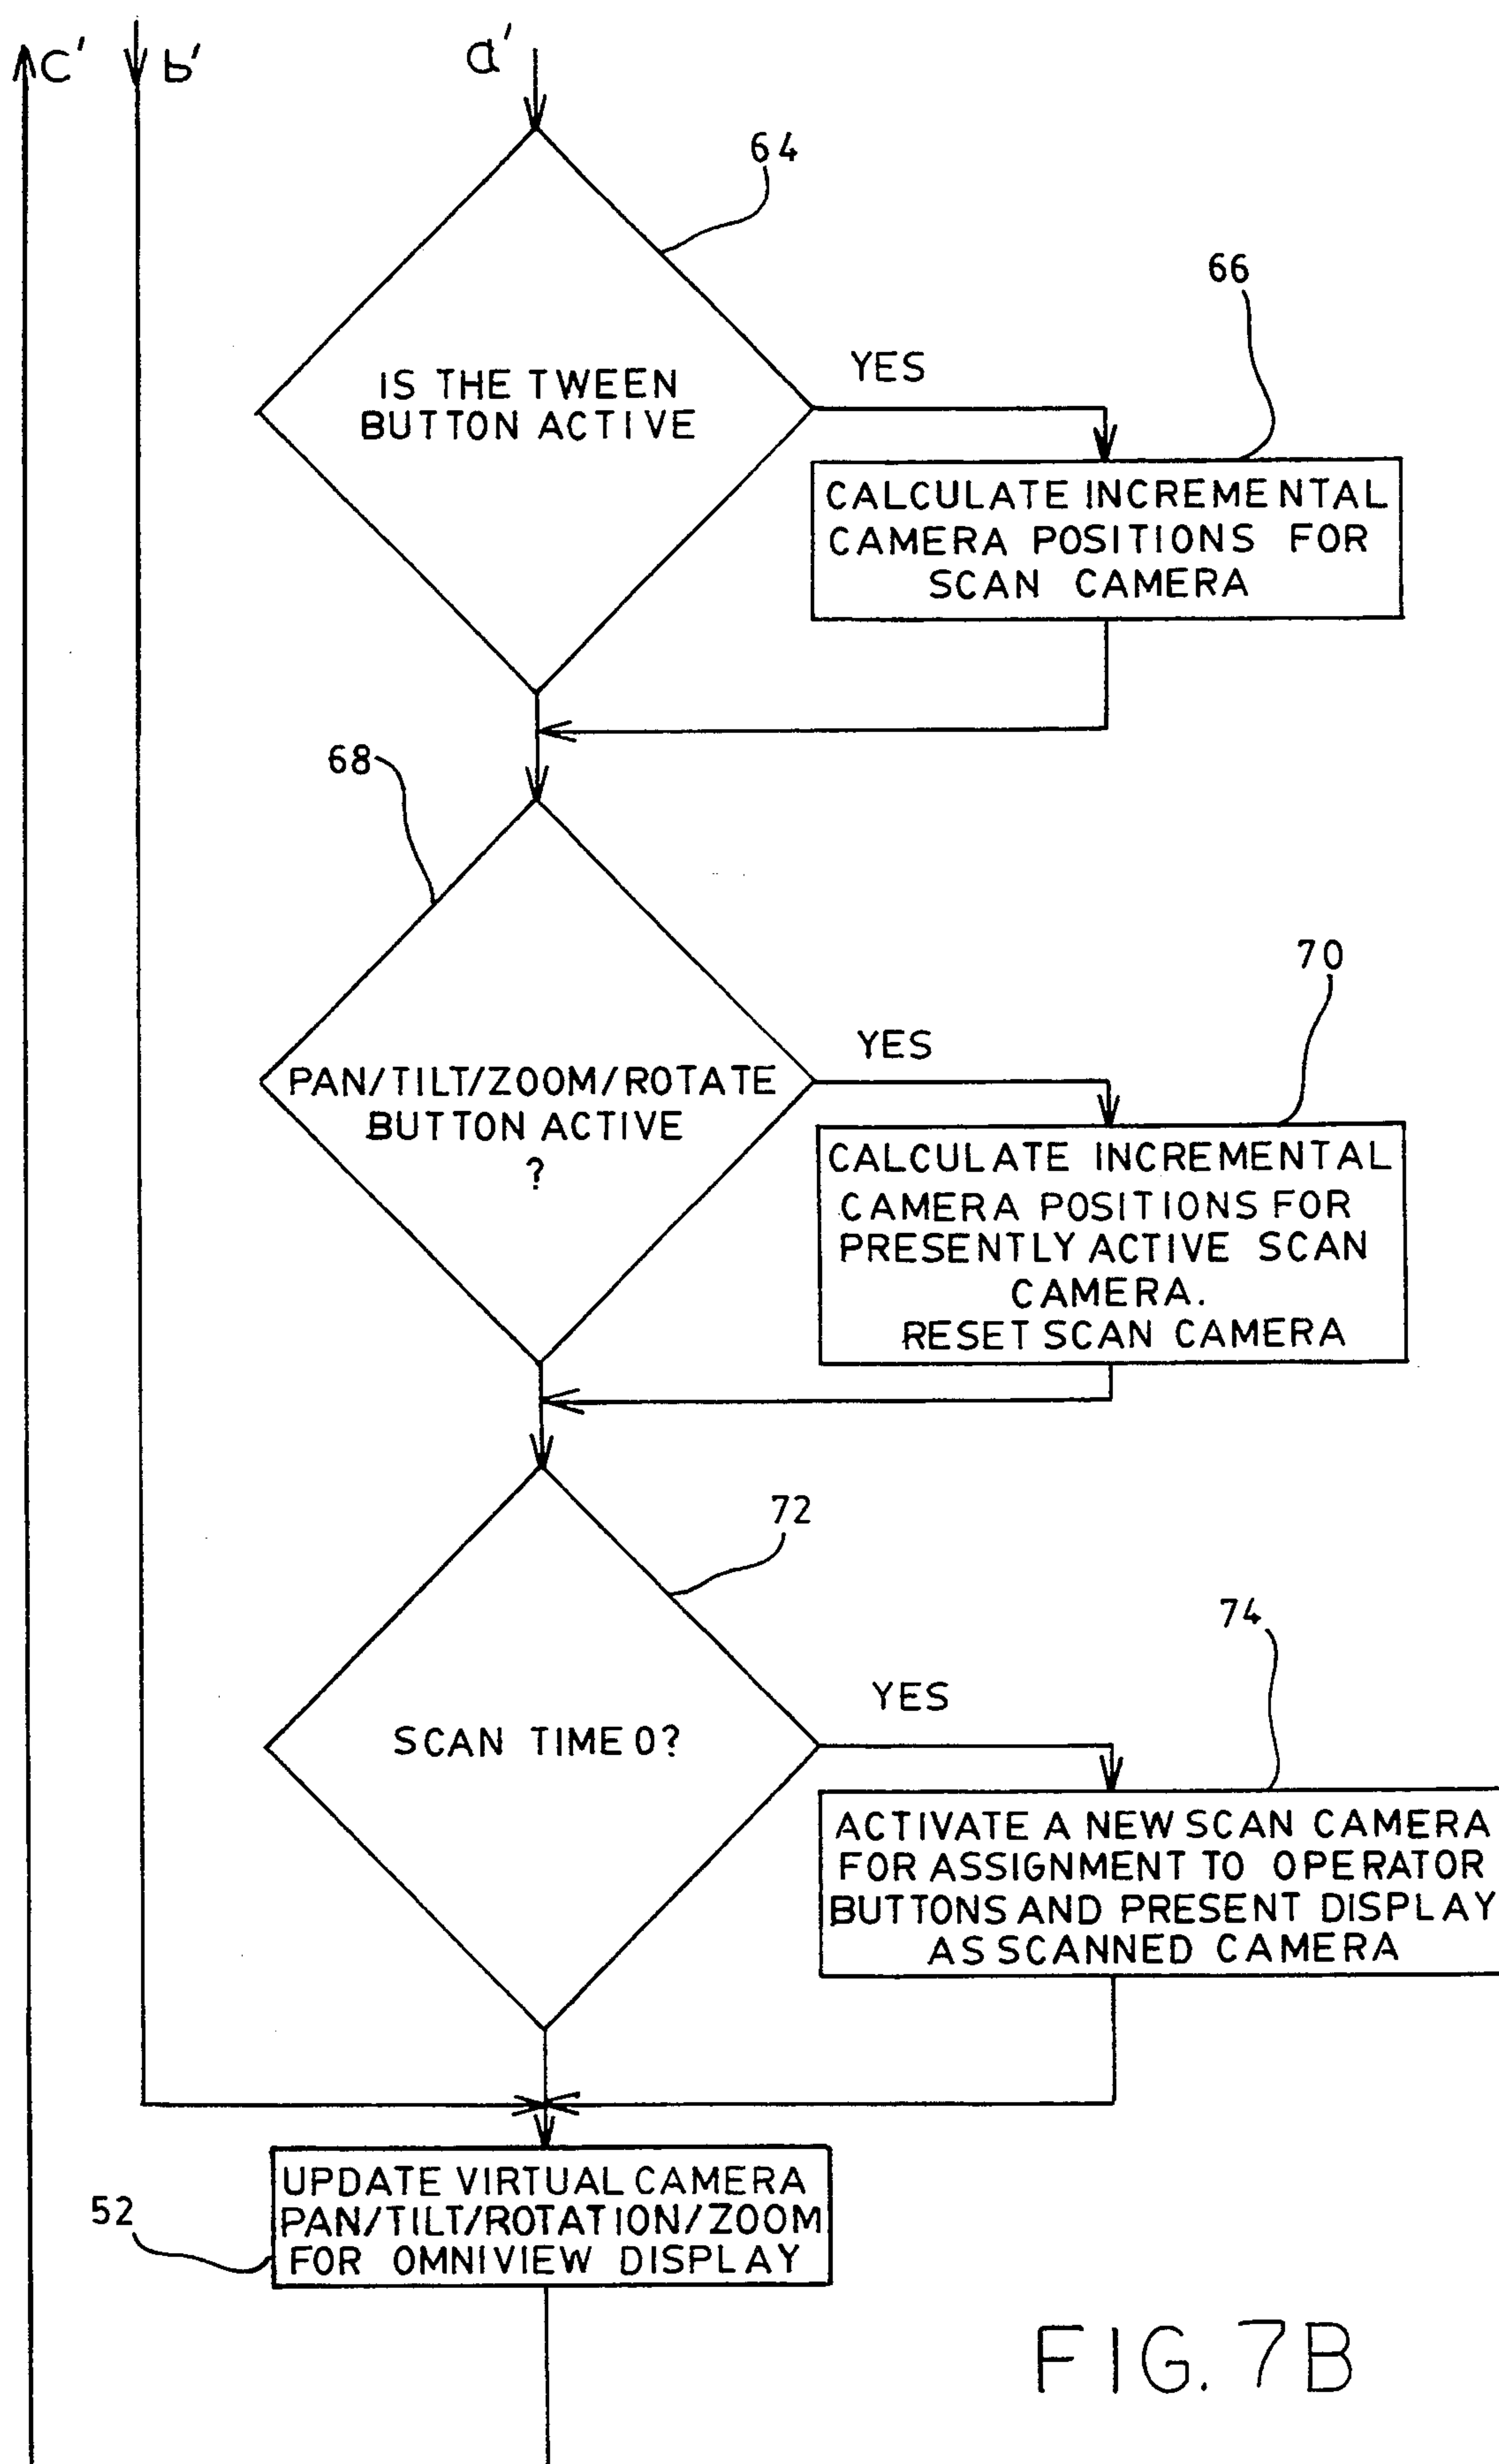 c'
b'
a'
64
66
IS THE TWEEN
BUTTON ACTIVE
YES
CALCULATE INCREMENTAL
CAMERA POSITIONS FOR
SCAN CAMERA
68
70
PAN/TILT/ZOOM/ROTATE
BUTTON ACTIVE
?
YES
CALCULATE INCREMENTAL
CAMERA POSITIONS FOR
PRESENTLY ACTIVE SCAN
CAMERA.
RESET SCAN CAMERA
72
74
SCAN TIME 0?
YES
ACTIVATE A NEW SCAN CAMERA
FOR ASSIGNMENT TO OPERATOR
BUTTONS AND PRESENT DISPLAY
AS SCANNED CAMERA
52
UPDATE VIRTUAL CAMERA
PAN/TILT/ROTATION/ZOOM
FOR OMNIVIEW DISPLAY
FIG. 7B